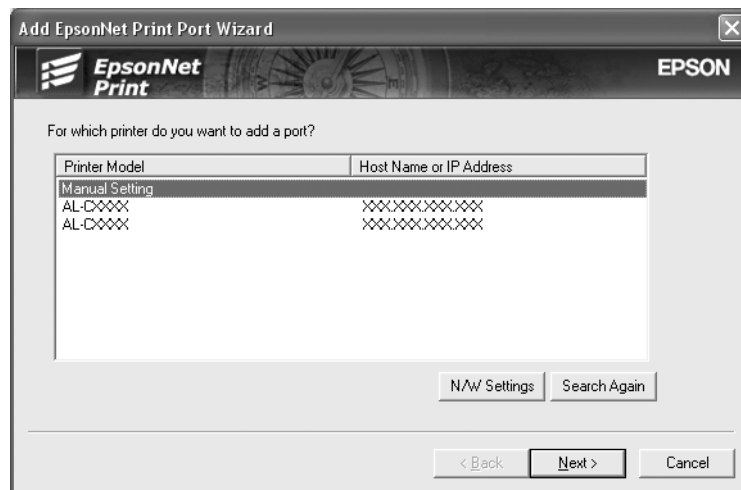 Add EpsonNet Print Port Wizard
EpsonNet
Print
EPSON
For which printer do you want to add a port?
Printer Model Host Name or IP Address
Manual Setting
AL-CXXXX XXX.XXX.XXX.XXX
AL-CXXXX XXX.XXX.XXX.XXX
N/W Settings Search Again
< Back Next > Cancel